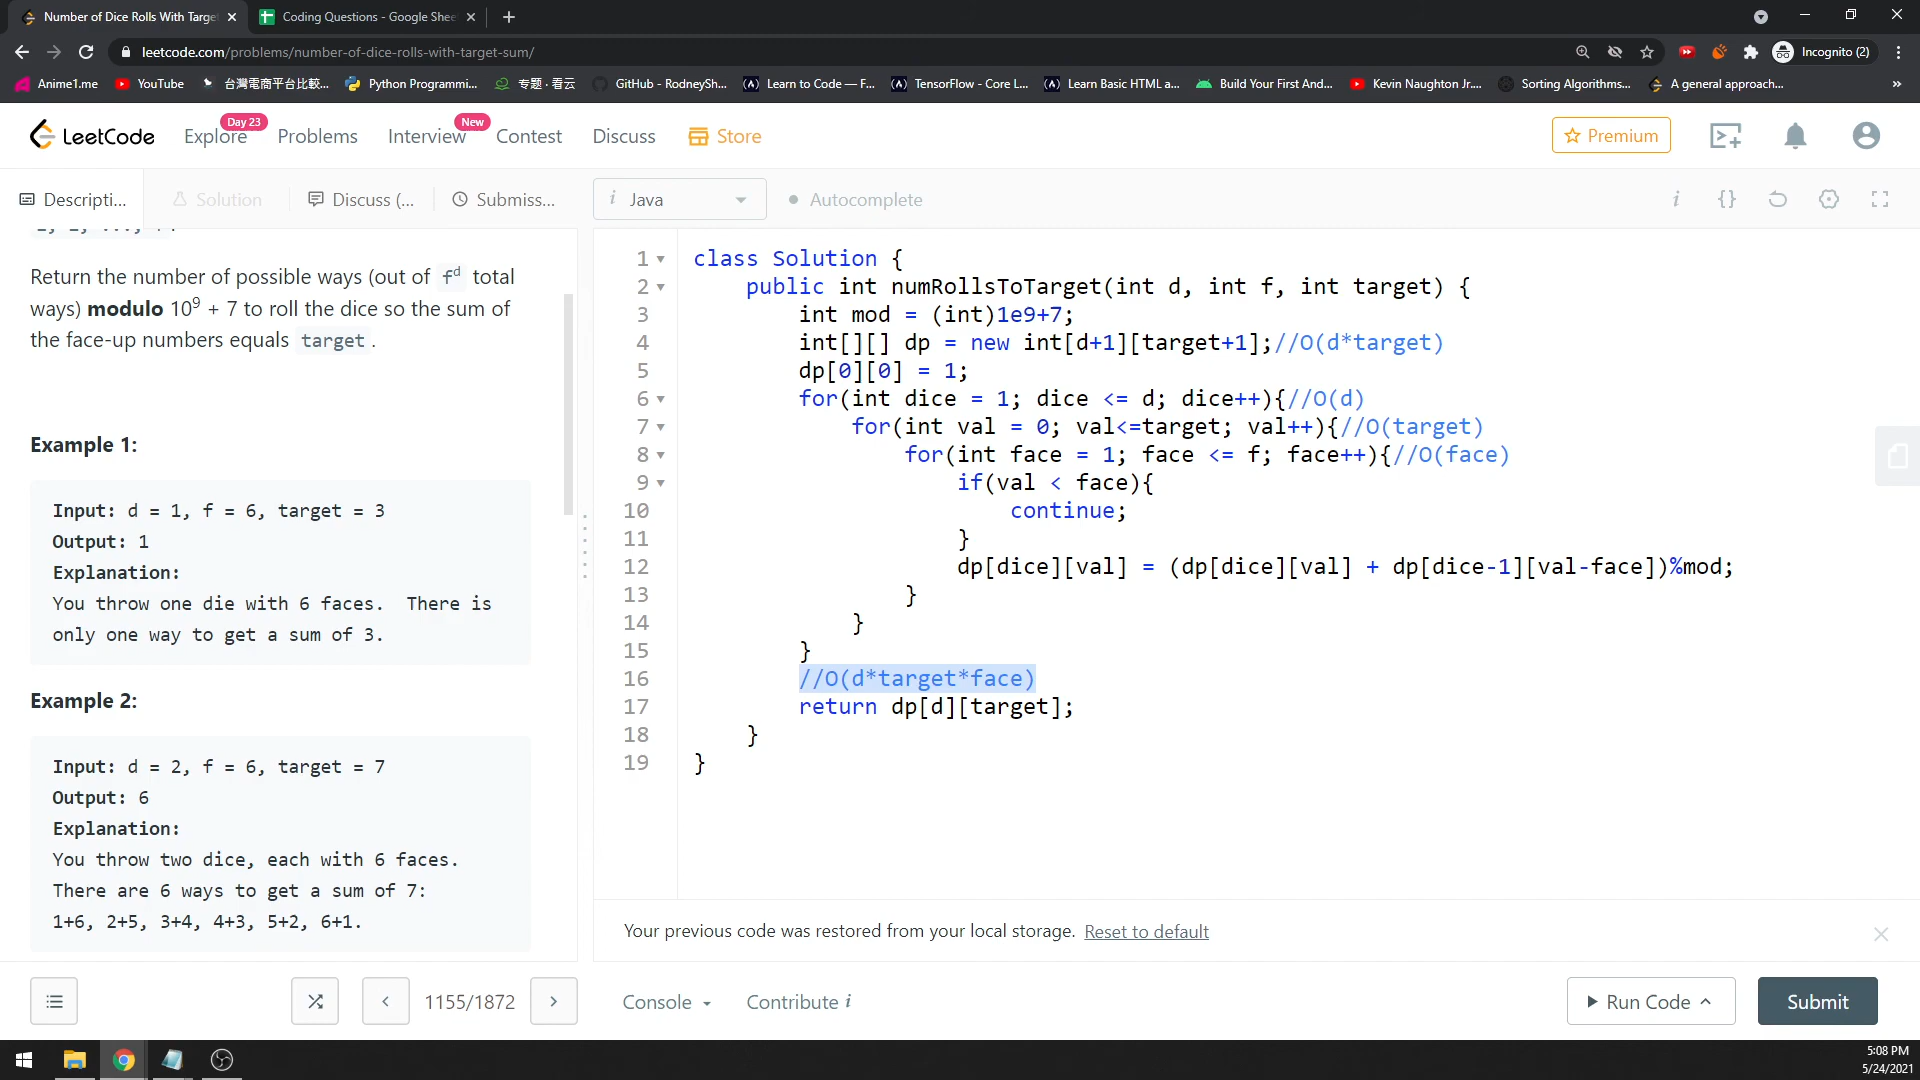 Number of Dice Rolls With Targe
Coding Questions - Google Shee
leetcode.com/problems/number-of-dice-rolls-with-target-sum/
Incognito (2)
Anime1.me
YouTube
台灣電商平台比較...
Python Programmi...
专题 · 看云
GitHub - RodneySh...
Learn to Code — F...
TensorFlow - Core L...
Learn Basic HTML a...
Build Your First And...
Kevin Naughton Jr....
Sorting Algorithms...
A general approach...
»
LeetCode
Explore
Day 23
Problems
Interview
New
Contest
Discuss
Store
Premium
Descripti...
Solution
Discuss (...
Submiss...
i Java
Autocomplete
Return the number of possible ways (out of fᵈ total
ways) modulo 10⁹ + 7 to roll the dice so the sum of
the face-up numbers equals target.
Example 1:
Input: d = 1, f = 6, target = 3
Output: 1
Explanation:
You throw one die with 6 faces.  There is
only one way to get a sum of 3.
Example 2:
Input: d = 2, f = 6, target = 7
Output: 6
Explanation:
You throw two dice, each with 6 faces.
There are 6 ways to get a sum of 7:
1+6, 2+5, 3+4, 4+3, 5+2, 6+1.
1 class Solution {
2     public int numRollsToTarget(int d, int f, int target) {
3         int mod = (int)1e9+7;
4         int[][] dp = new int[d+1][target+1];//O(d*target)
5         dp[0][0] = 1;
6         for(int dice = 1; dice <= d; dice++){//O(d)
7             for(int val = 0; val<=target; val++){//O(target)
8                 for(int face = 1; face <= f; face++){//O(face)
9                     if(val < face){
10                         continue;
11                     }
12                     dp[dice][val] = (dp[dice][val] + dp[dice-1][val-face])%mod;
13                 }
14             }
15         }
16         //O(d*target*face)
17         return dp[d][target];
18     }
19 }
Your previous code was restored from your local storage. Reset to default
1155/1872
Console
Contribute i
Run Code
Submit
5:08 PM
5/24/2021